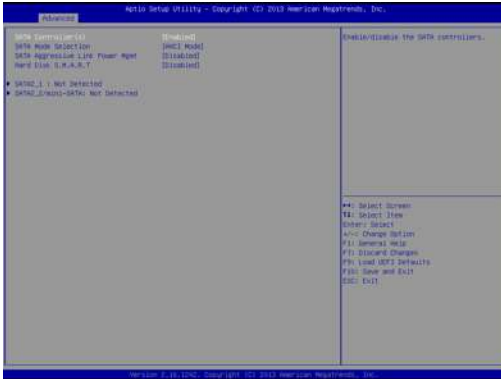 Aptio Setup Utility - Copyright (C) 2013 American Megatrends, Inc.
Advanced
SATA Controller(s) [Enabled]
SATA Mode Selection [AHCI Mode]
SATA Aggressive Link Power Mgmt [Disabled]
Hard Disk S.M.A.R.T [Disabled]
SATA2_1 : Not Detected
SATA2_2/mini-SATA: Not Detected
Enable/disable the SATA controllers.
→←: Select Screen
↑↓: Select Item
Enter: Select
+/-: Change Option
F1: General Help
F7: Discard Changes
F9: Load UEFI Defaults
F10: Save and Exit
ESC: Exit
Version 2.16.1242. Copyright (C) 2013 American Megatrends, Inc.